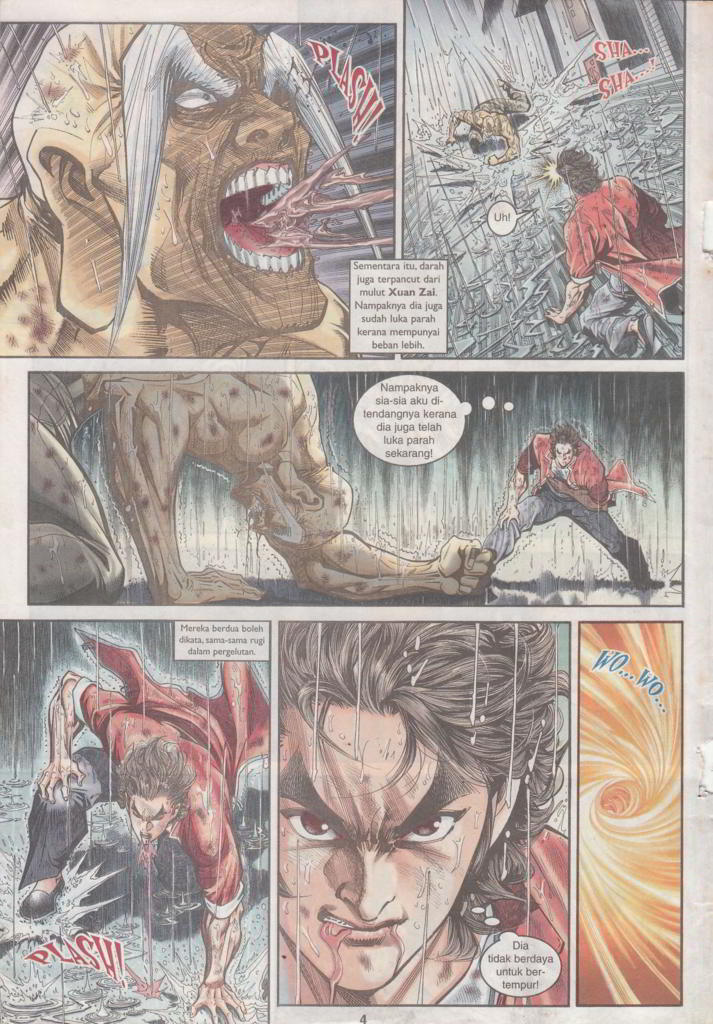 PLASH!
Sementara itu, darah
juga terpancut dari
mulut Xuan Zai.
Nampaknya dia juga
sudah luka parah
kerana mempunyai
beban lebih.
SHA...
SHA...!
Uh!
Nampaknya
sia-sia aku di-
tendangnya kerana
dia juga telah
luka parah
sekarang!
Mereka berdua boleh
dikata, sama-sama rugi
dalam pergelutan.
PLASH!
Dia
tidak berdaya
untuk ber-
tempur!
WO...WO...
4